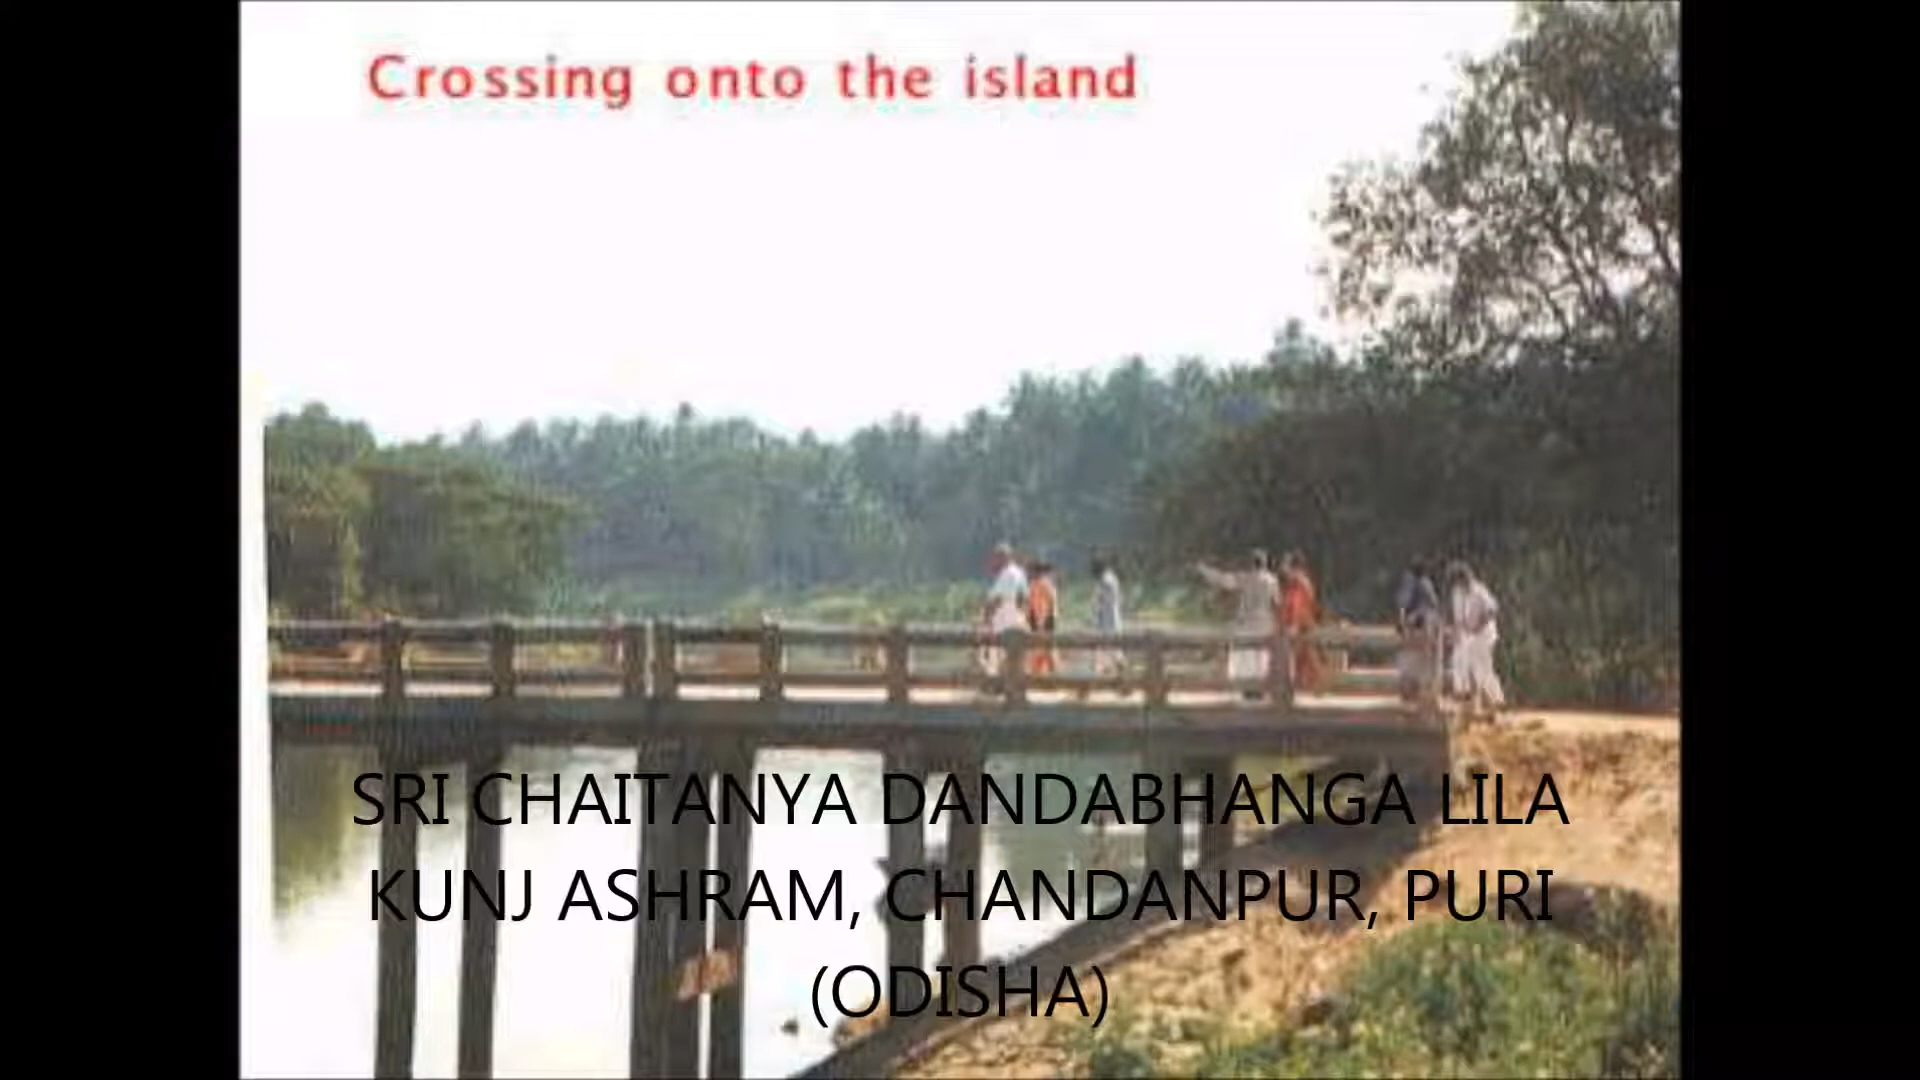 Crossing onto the island
SRI CHAITANYA DANDABHANGA LILA
KUNJ ASHRAM, CHANDANPUR, PURI
(ODISHA)